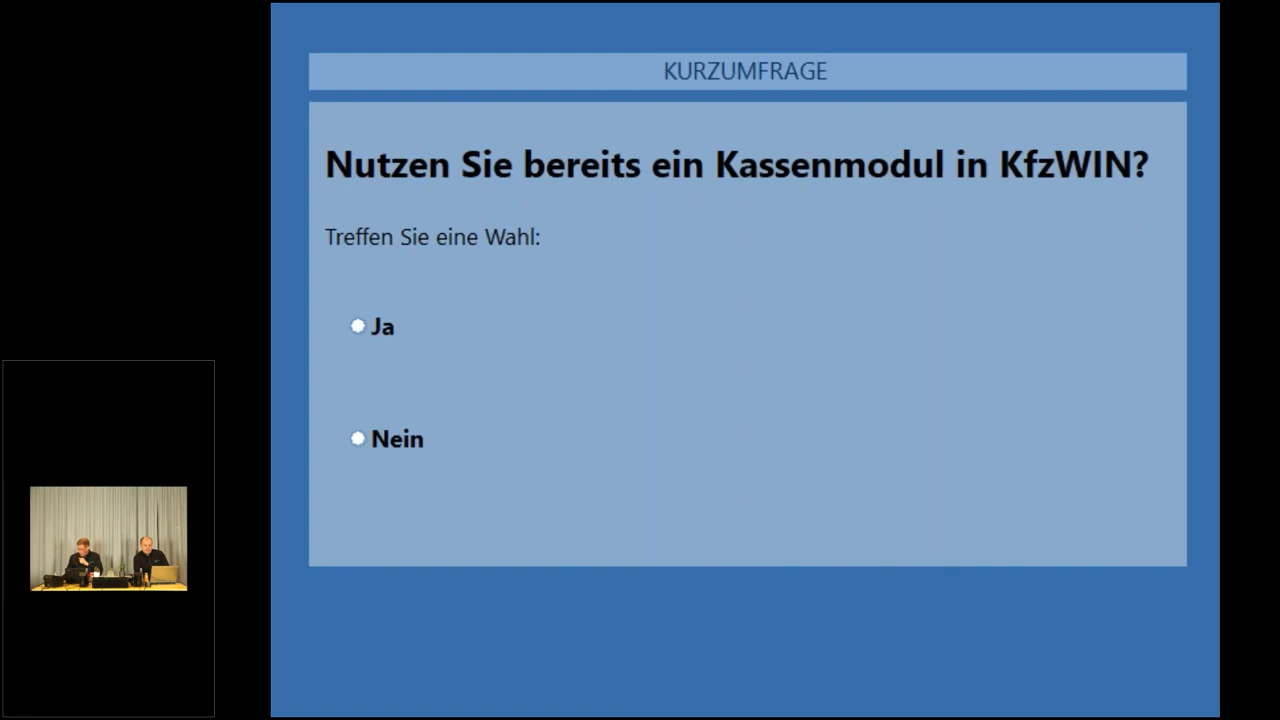 KURZUMFRAGE
Nutzen Sie bereits ein Kassenmodul in KfzWIN?
Treffen Sie eine Wahl:
Ja
Nein